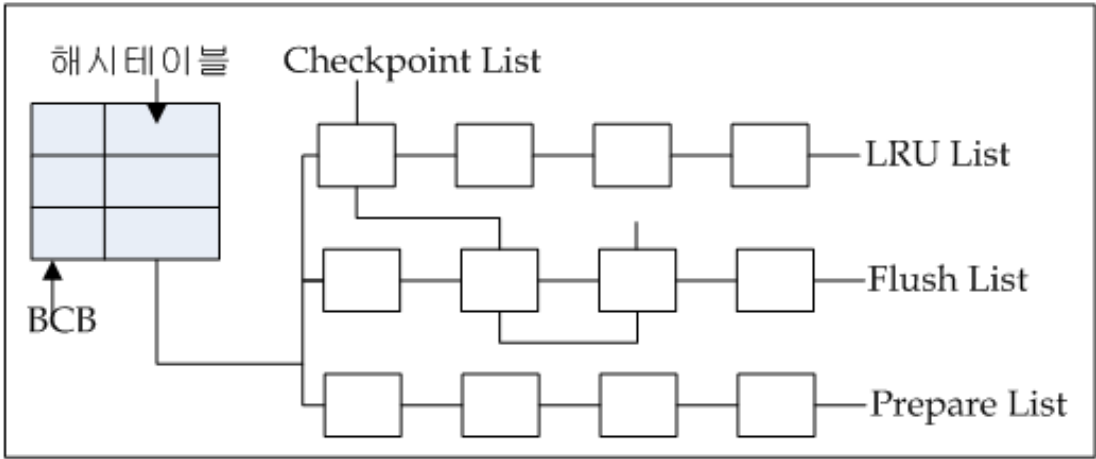 해시테이블
Checkpoint List
LRU List
Flush List
BCB
Prepare List